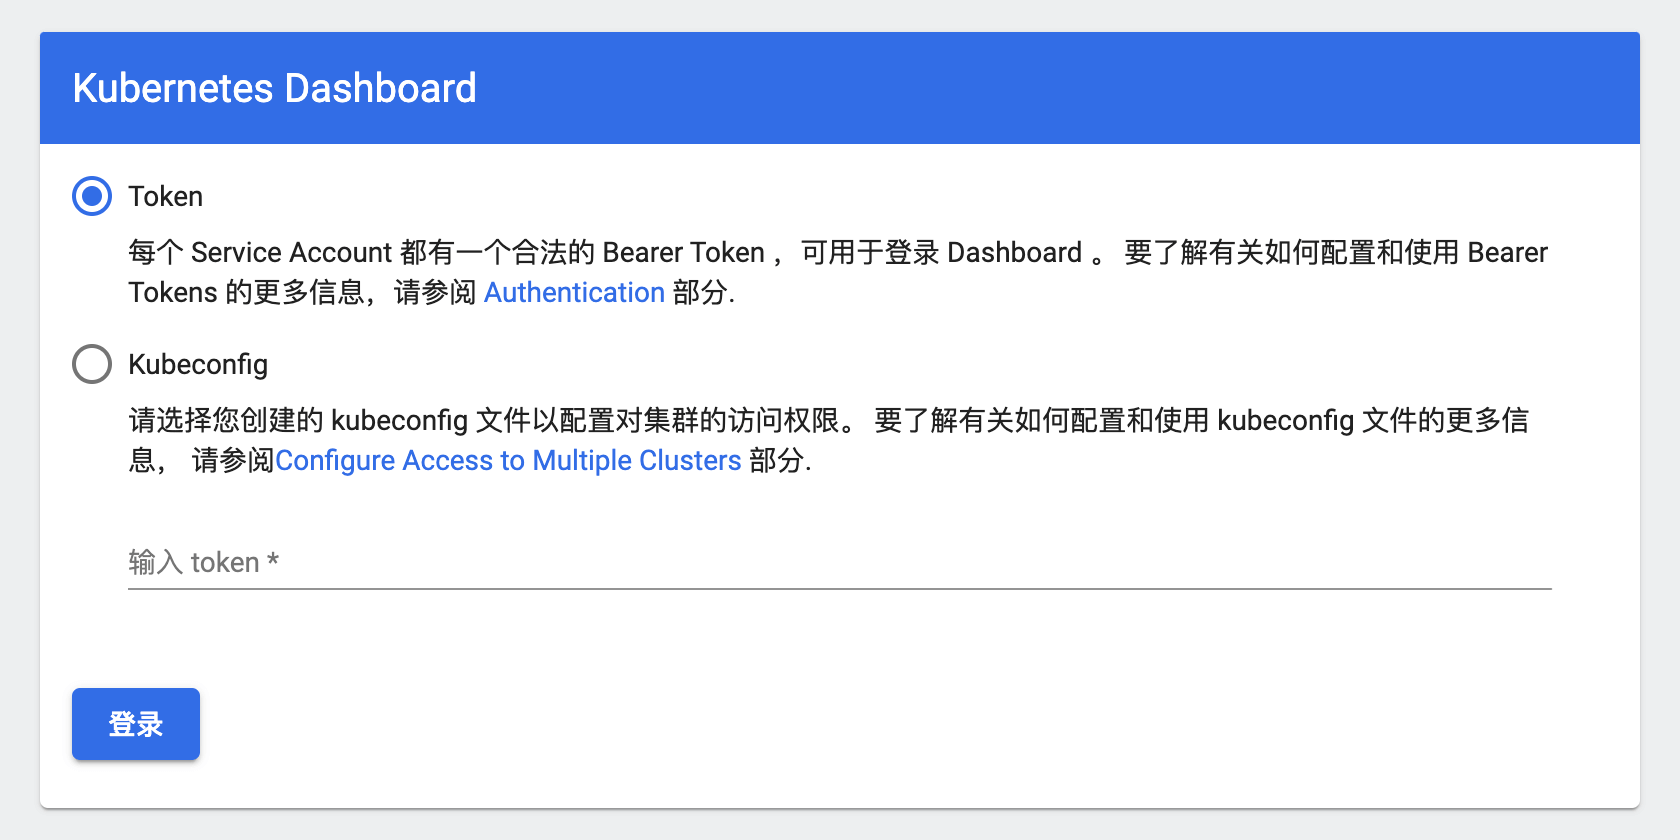 Kubernetes Dashboard
Token
每个 Service Account 都有一个合法的 Bearer Token ，可用于登录 Dashboard 。 要了解有关如何配置和使用 Bearer
Tokens 的更多信息，请参阅 Authentication 部分.
Kubeconfig
请选择您创建的 kubeconfig 文件以配置对集群的访问权限。 要了解有关如何配置和使用 kubeconfig 文件的更多信
息， 请参阅Configure Access to Multiple Clusters 部分.
输入 token *
登录